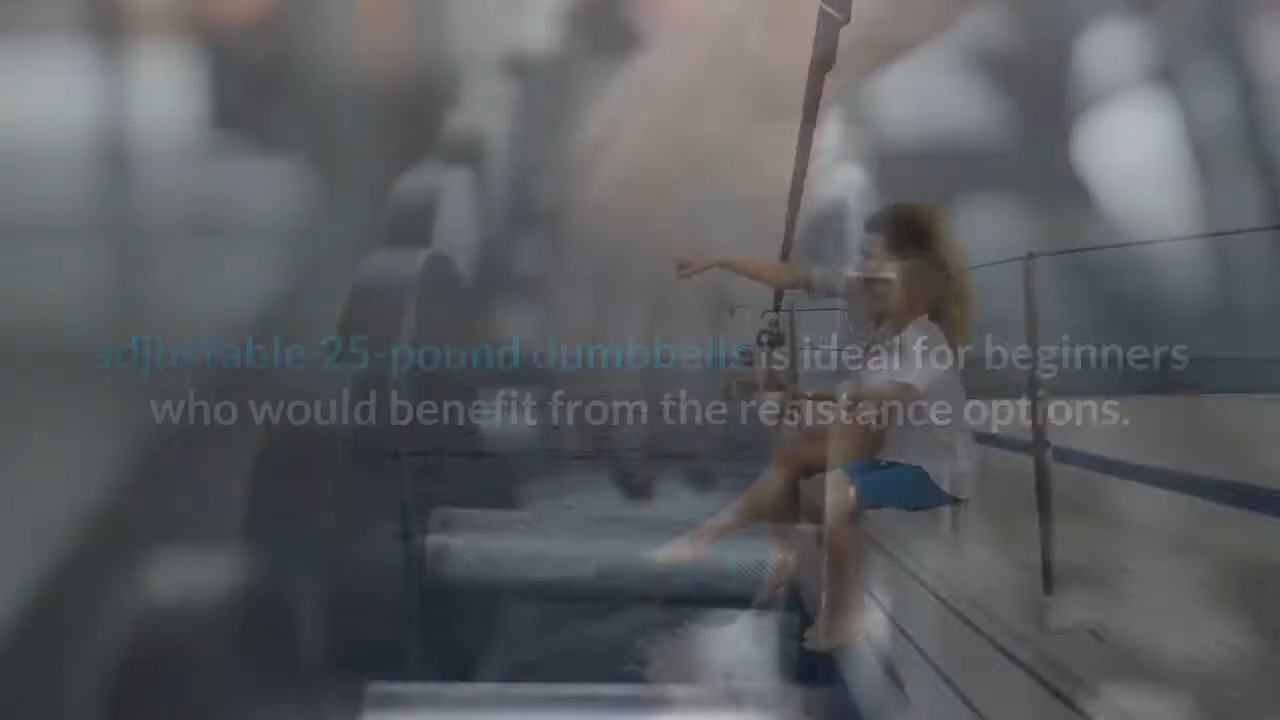 adjustable 25-pound dumbbells is ideal for beginners
who would benefit from the resistance options.